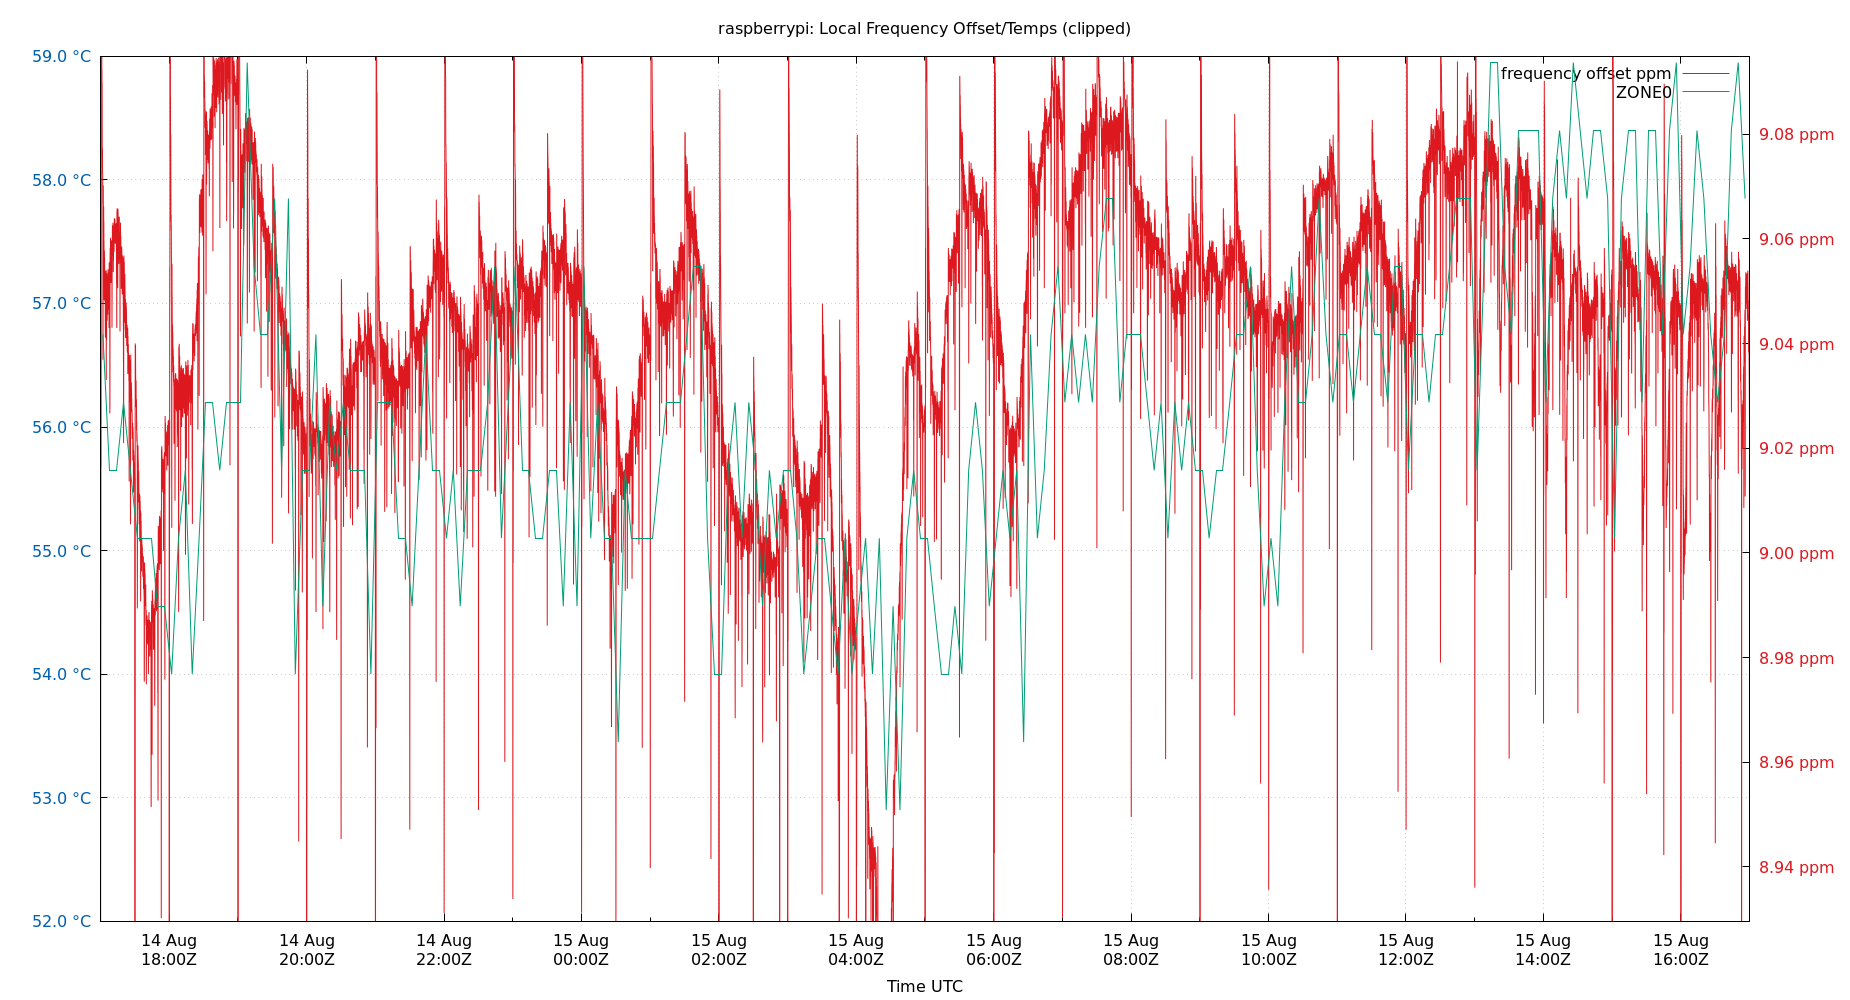 raspberrypi: Local Frequency Offset/Temps (clipped)
59.0 °C
58.0 °C
57.0 °C
56.0 °C
55.0 °C
54.0 °C
53.0 °C
52.0 °C
frequency offset ppm
ZONE0
9.08 ppm
9.06 ppm
9.04 ppm
9.02 ppm
9.00 ppm
8.98 ppm
8.96 ppm
8.94 ppm
14 Aug 14 Aug 14 Aug 15 Aug 15 Aug 15 Aug 15 Aug 15 Aug 15 Aug 15 Aug 15 Aug 15 Aug
18:00Z 20:00Z 22:00Z 00:00Z 02:00Z 04:00Z 06:00Z 08:00Z 10:00Z 12:00Z 14:00Z 16:00Z
Time UTC